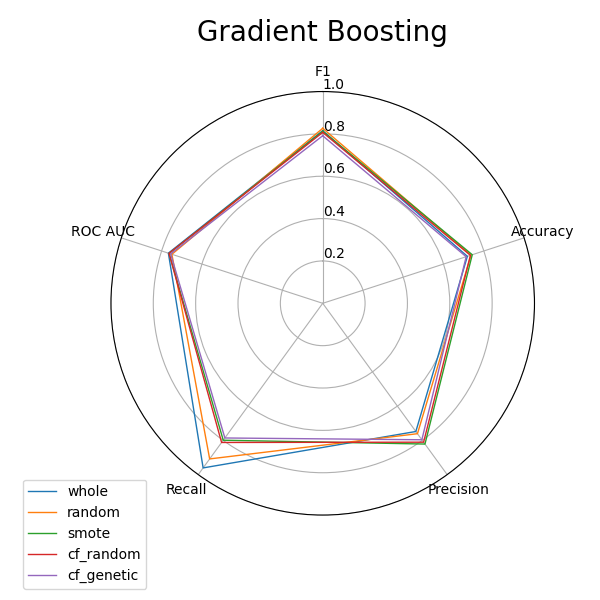 Gradient Boosting
F1
1.0
0.8
0.6
0.4
0.2
ROC AUC
Accuracy
Recall
Precision
whole
random
smote
cf_random
cf_genetic